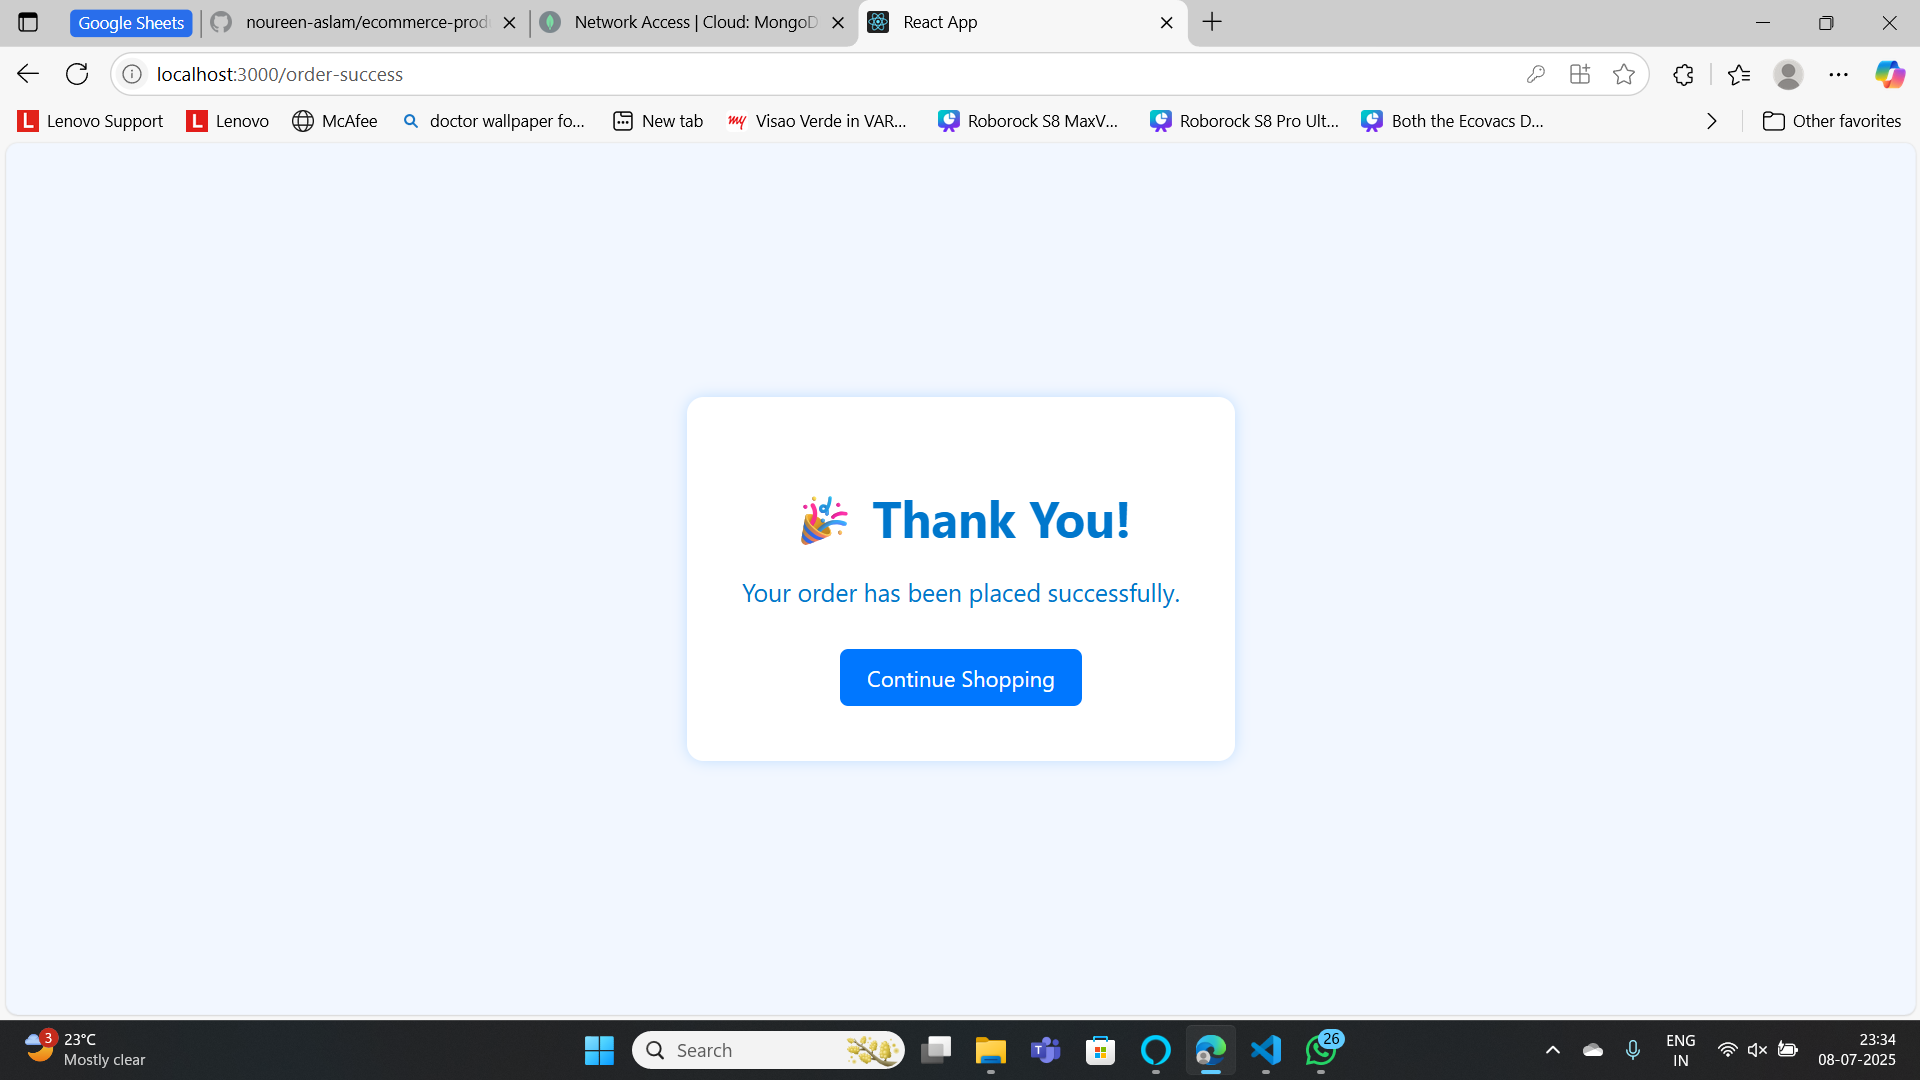 Google Sheets
noureen-aslam/ecommerce-prod
Network Access | Cloud: MongoD
React App
localhost:3000/order-success
Lenovo Support
Lenovo
McAfee
doctor wallpaper fo...
New tab
my
Visao Verde in VAR...
Roborock S8 MaxV...
Roborock S8 Pro Ult...
Both the Ecovacs D...
Other favorites
Thank You!
Your order has been placed successfully.
Continue Shopping
3
23°C
Mostly clear
Search
26
ENG
IN
23:34
08-07-2025